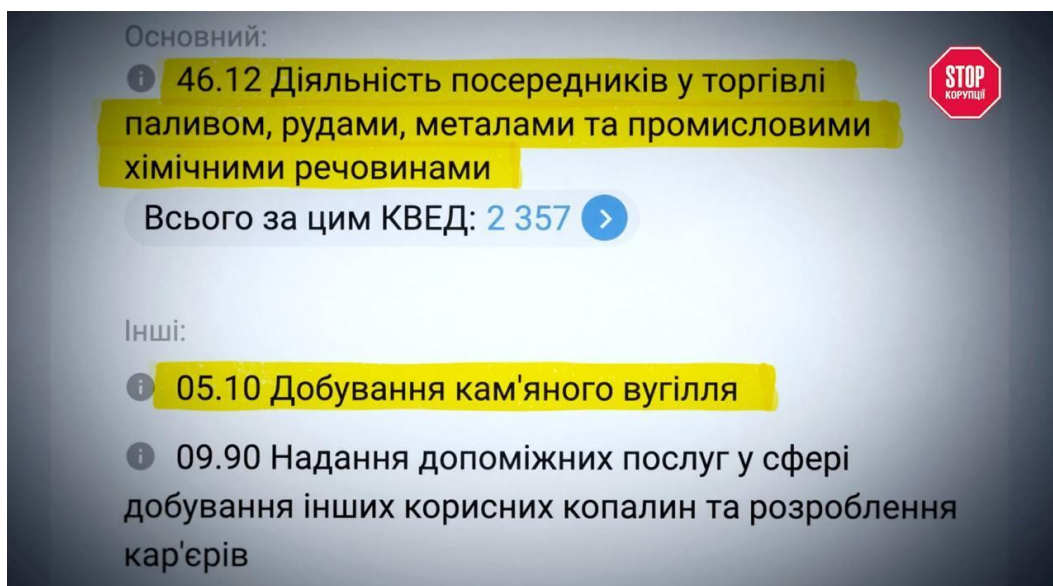 Основний:
46.12 Діяльність посередників у торгівлі
паливом, рудами, металами та промисловими
хімічними речовинами
Всього за цим КВЕД: 2 357
Інші:
05.10 Добування кам'яного вугілля
09.90 Надання допоміжних послуг у сфері
добування інших корисних копалин та розроблення
кар'єрів
STOP
КОРУПЦІЇ